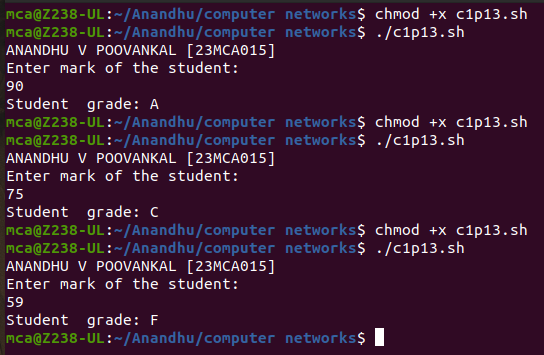 mca@Z238-UL:~/Anandhu/computer networks$ chmod +x c1p13.sh
mca@Z238-UL:~/Anandhu/computer networks$ ./c1p13.sh
ANANDHU V POOVANKAL [23MCA015]
Enter mark of the student:
90
Student  grade: A
mca@Z238-UL:~/Anandhu/computer networks$ chmod +x c1p13.sh
mca@Z238-UL:~/Anandhu/computer networks$ ./c1p13.sh
ANANDHU V POOVANKAL [23MCA015]
Enter mark of the student:
75
Student  grade: C
mca@Z238-UL:~/Anandhu/computer networks$ chmod +x c1p13.sh
mca@Z238-UL:~/Anandhu/computer networks$ ./c1p13.sh
ANANDHU V POOVANKAL [23MCA015]
Enter mark of the student:
59
Student  grade: F
mca@Z238-UL:~/Anandhu/computer networks$